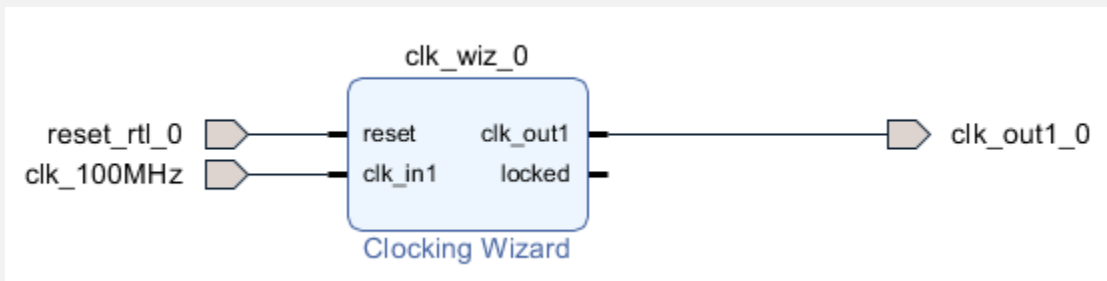 clk_wiz_0
reset_rtl_0
reset
clk_out1
clk_out1_0
clk_100MHz
clk_in1
locked
Clocking Wizard